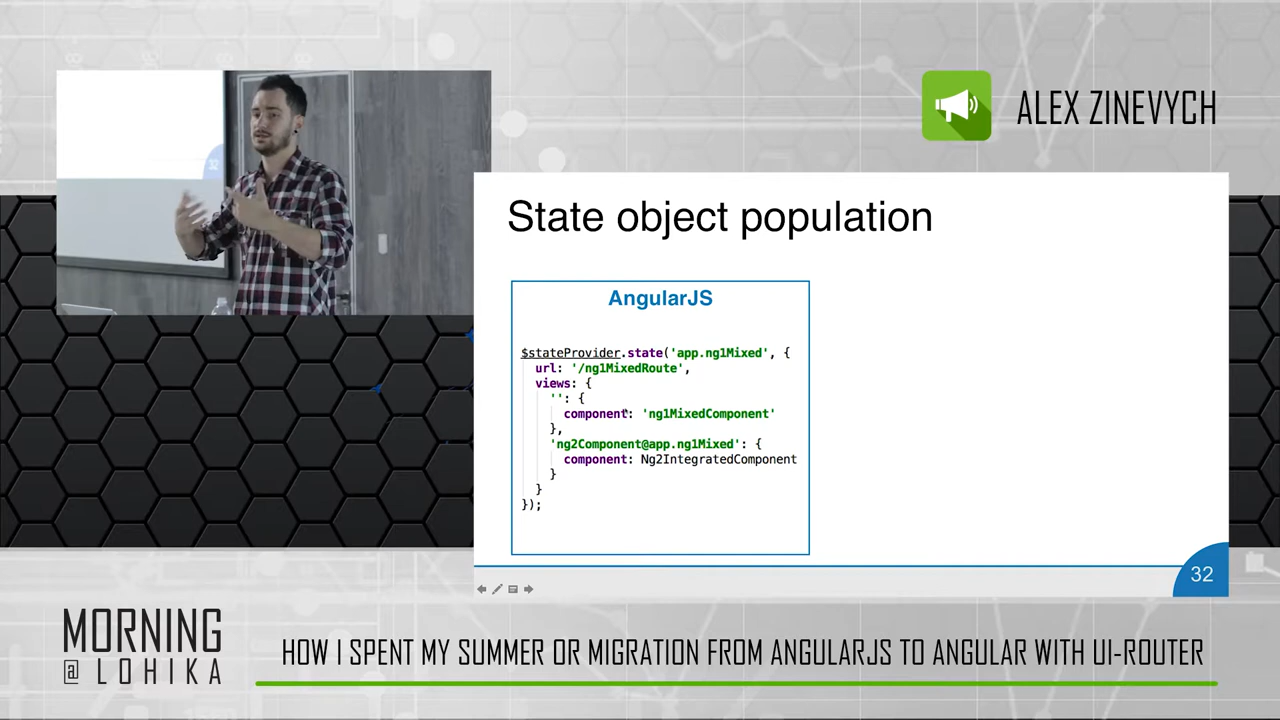 ALEX ZINEVYCH
32
State object population
AngularJS
$stateProvider.state('app.ng1Mixed', {
url: '/ng1MixedRoute',
views: {
'': {
component: 'ng1MixedComponent'
},
'ng2Component@app.ng1Mixed': {
component: Ng2IntegratedComponent
}
}
});
32
MORNING
@ LOHIKA
HOW I SPENT MY SUMMER OR MIGRATION FROM ANGULARJS TO ANGULAR WITH UI-ROUTER